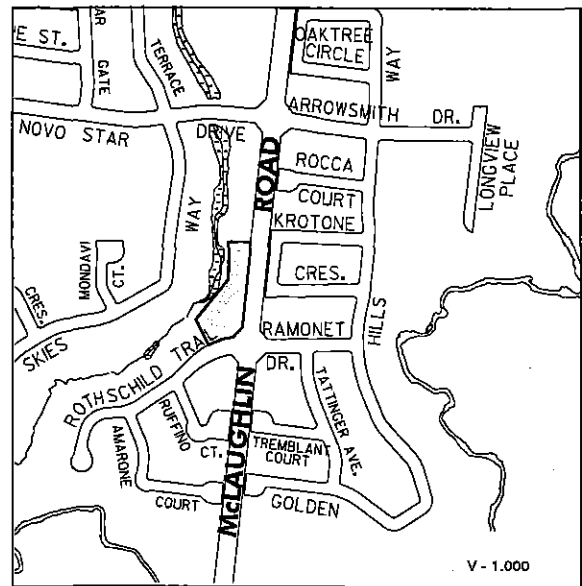 OAKTREE
CIRCLE
WAY
ARROWSMITH DR.
LONGVIEW
PLACE
E ST.
GATE
TERRACE
NOVO STAR DRIVE
ROCCA
COURT
KROTONE
CRES.
RAMONET
DR.
HILLS
WAY
MONDAVI
CT.
CRES.
SKIES
ROTHSCHILD TRAIL
McLAUGHLIN ROAD
TATTINGER AVE.
RUFFINO
CT.
TREMBLANT
COURT
AMARONE
COURT
GOLDEN
V - 1.000